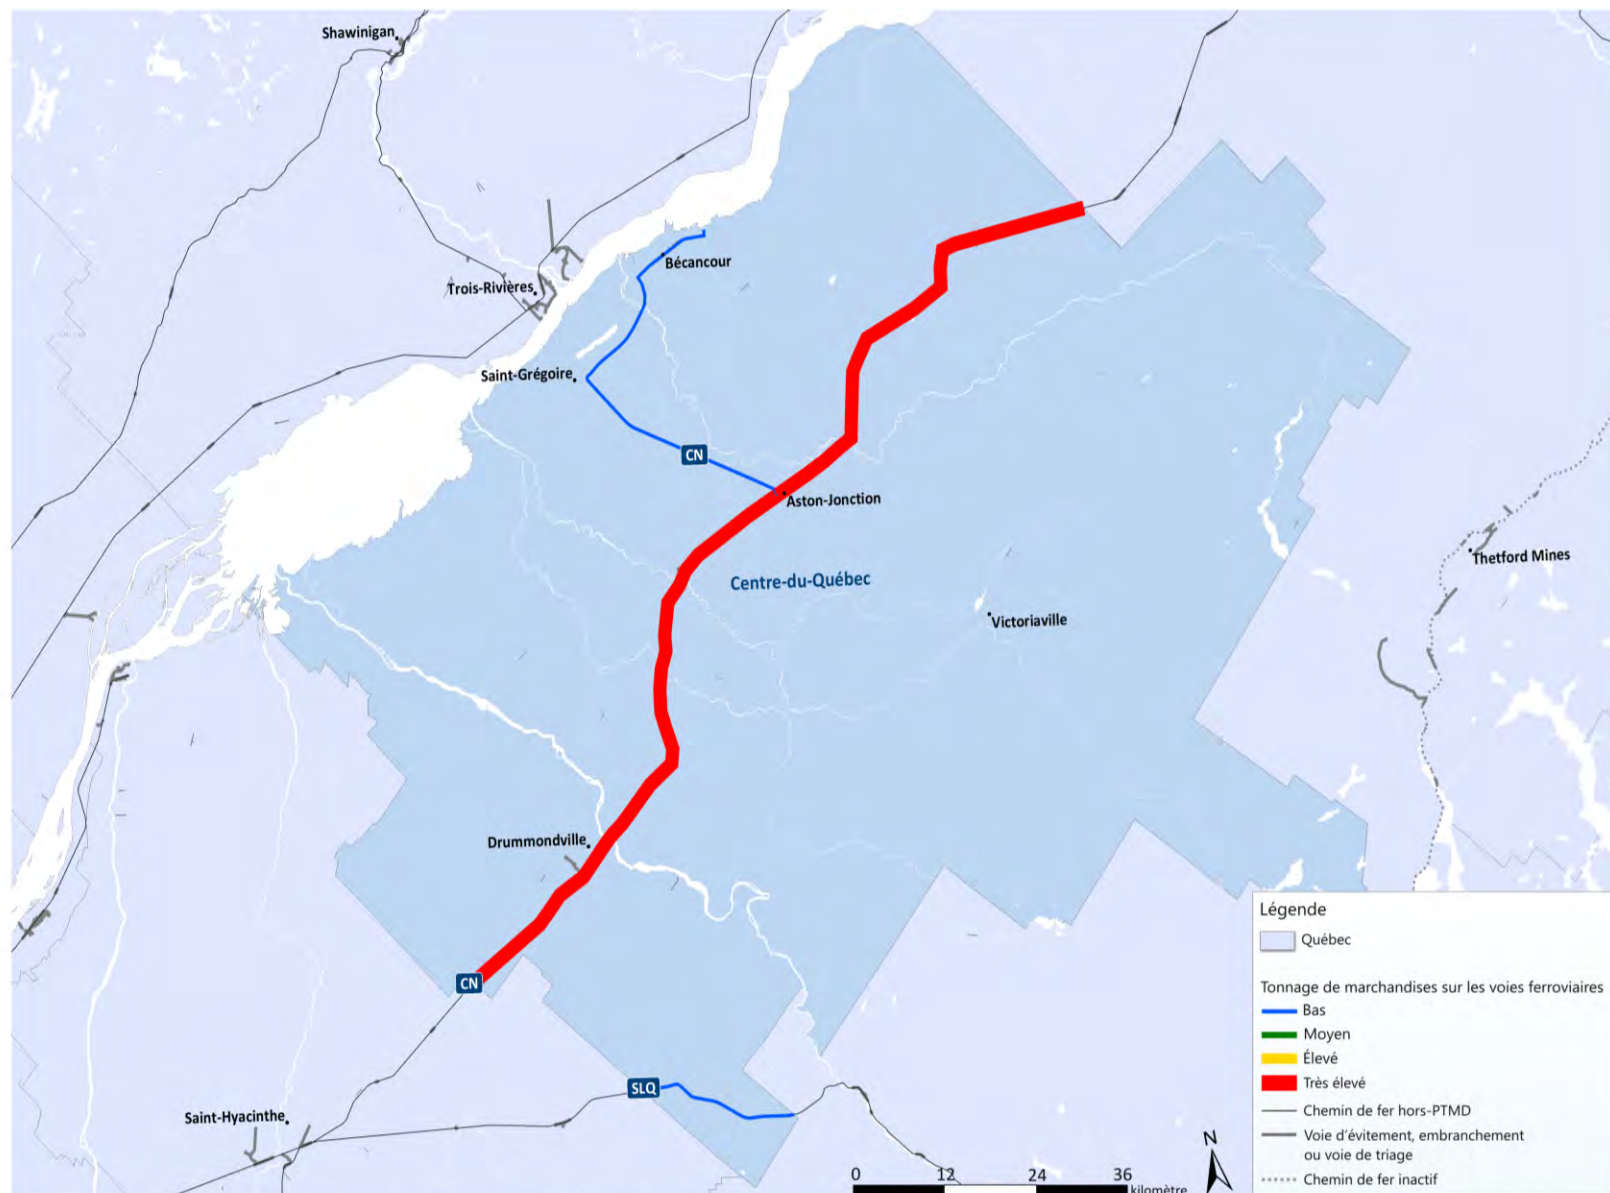 Shawinigan
Bécancour
Trois-Rivières
Saint-Grégoire
CN
Aston-Jonction
Thetford Mines
Centre-du-Québec
Victoriaville
Drummondville
CN
SLQ
Saint-Hyacinthe
Légende
Québec
Tonnage de marchandises sur les voies ferroviaires
Bas
Moyen
Élevé
Très élevé
Chemin de fer hors-PTMD
Voie d'évitement, embranchement
ou voie de triage
Chemin de fer inactif
N
0 12 24 36
kilomètre